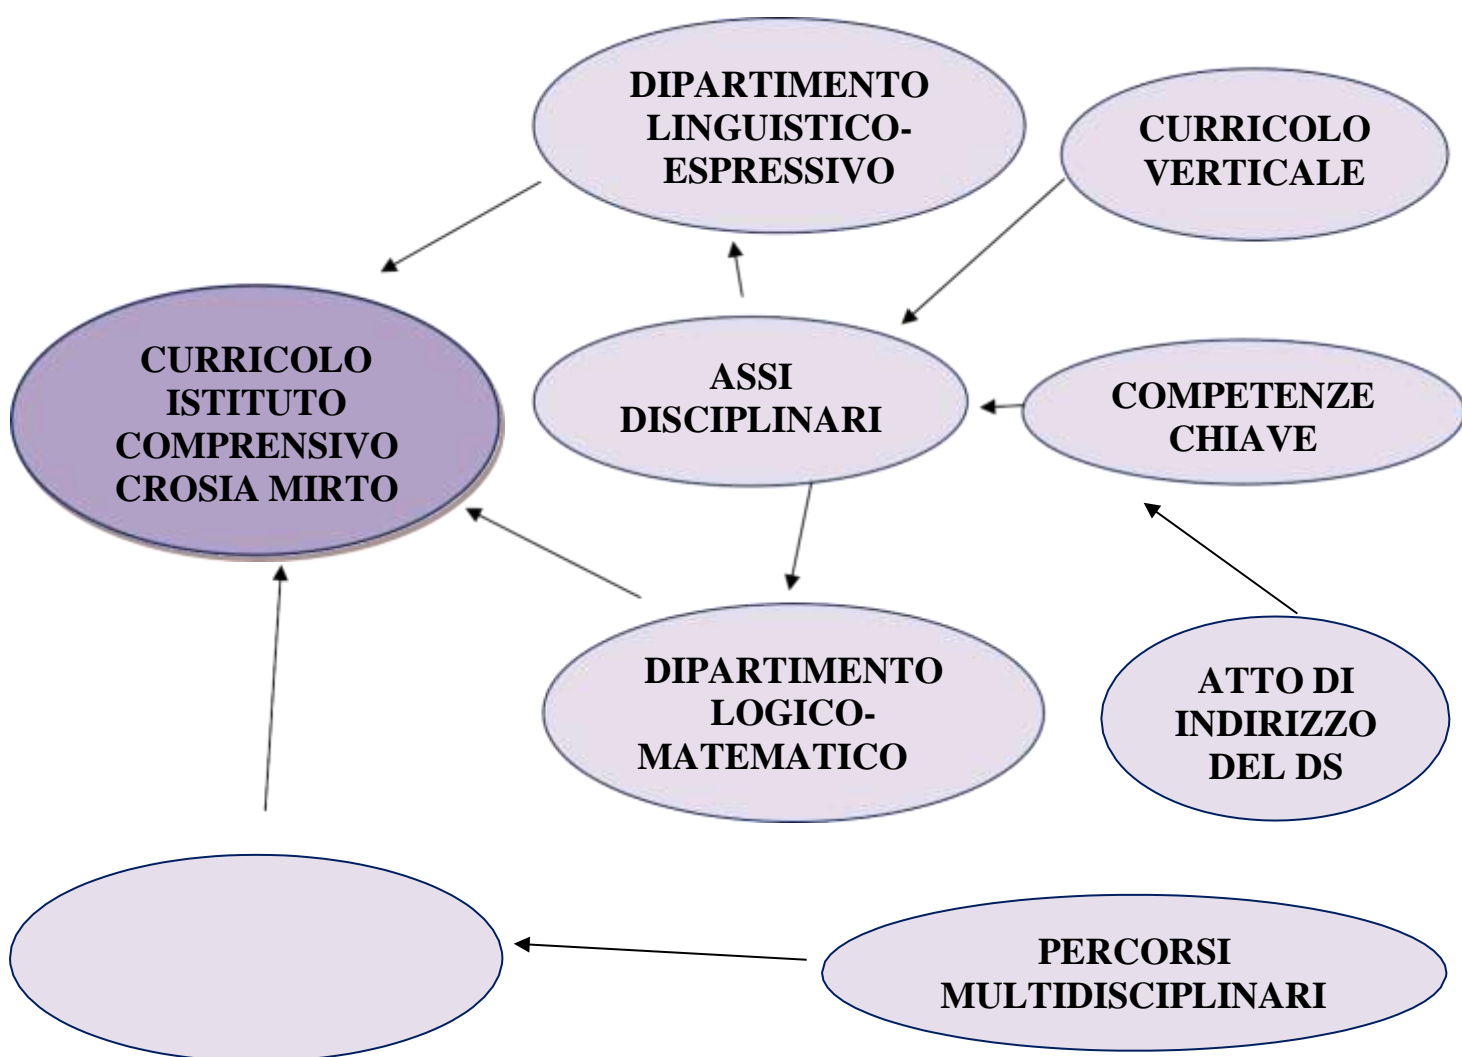 DIPARTIMENTO
LINGUISTICO-
ESPRESSIVO
CURRICOLO
VERTICALE
CURRICOLO
ISTITUTO
COMPRENSIVO
CROSIA MIRTO
ASSI
DISCIPLINARI
COMPETENZE
CHIAVE
DIPARTIMENTO
LOGICO-
MATEMATICO
ATTO DI
INDIRIZZO
DEL DS
PERCORSI
MULTIDISCIPLINARI